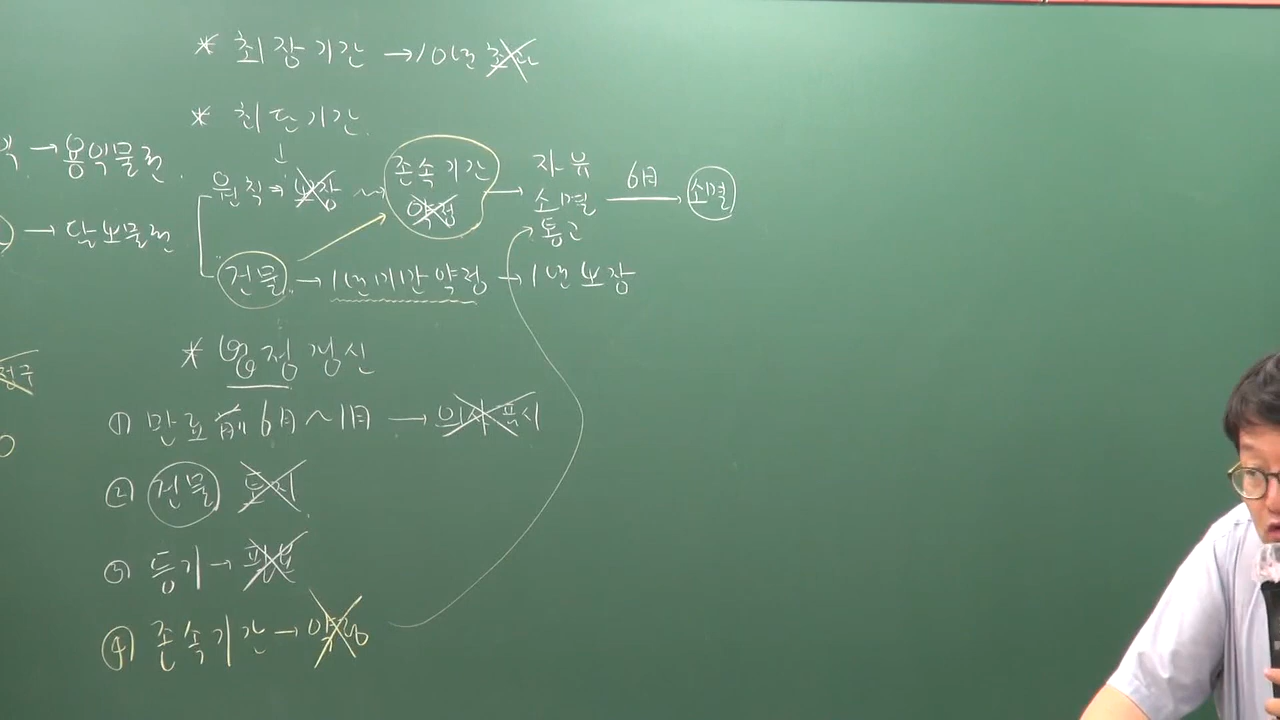 * 최장기간 → 10년 초과
* 최단기간
↓
→ 용익물권
원칙 → 보장
존속기간 약정
→ 자유 소멸 통고
6月
소멸
→ 담보물권
건물 → 1년기간약정 → 1년 보장
* 법정갱신
① 만료 前 6月 ~ 1月 → 의사표시
② 건물 토지
③ 등기 → 필요
④ 존속기간 →